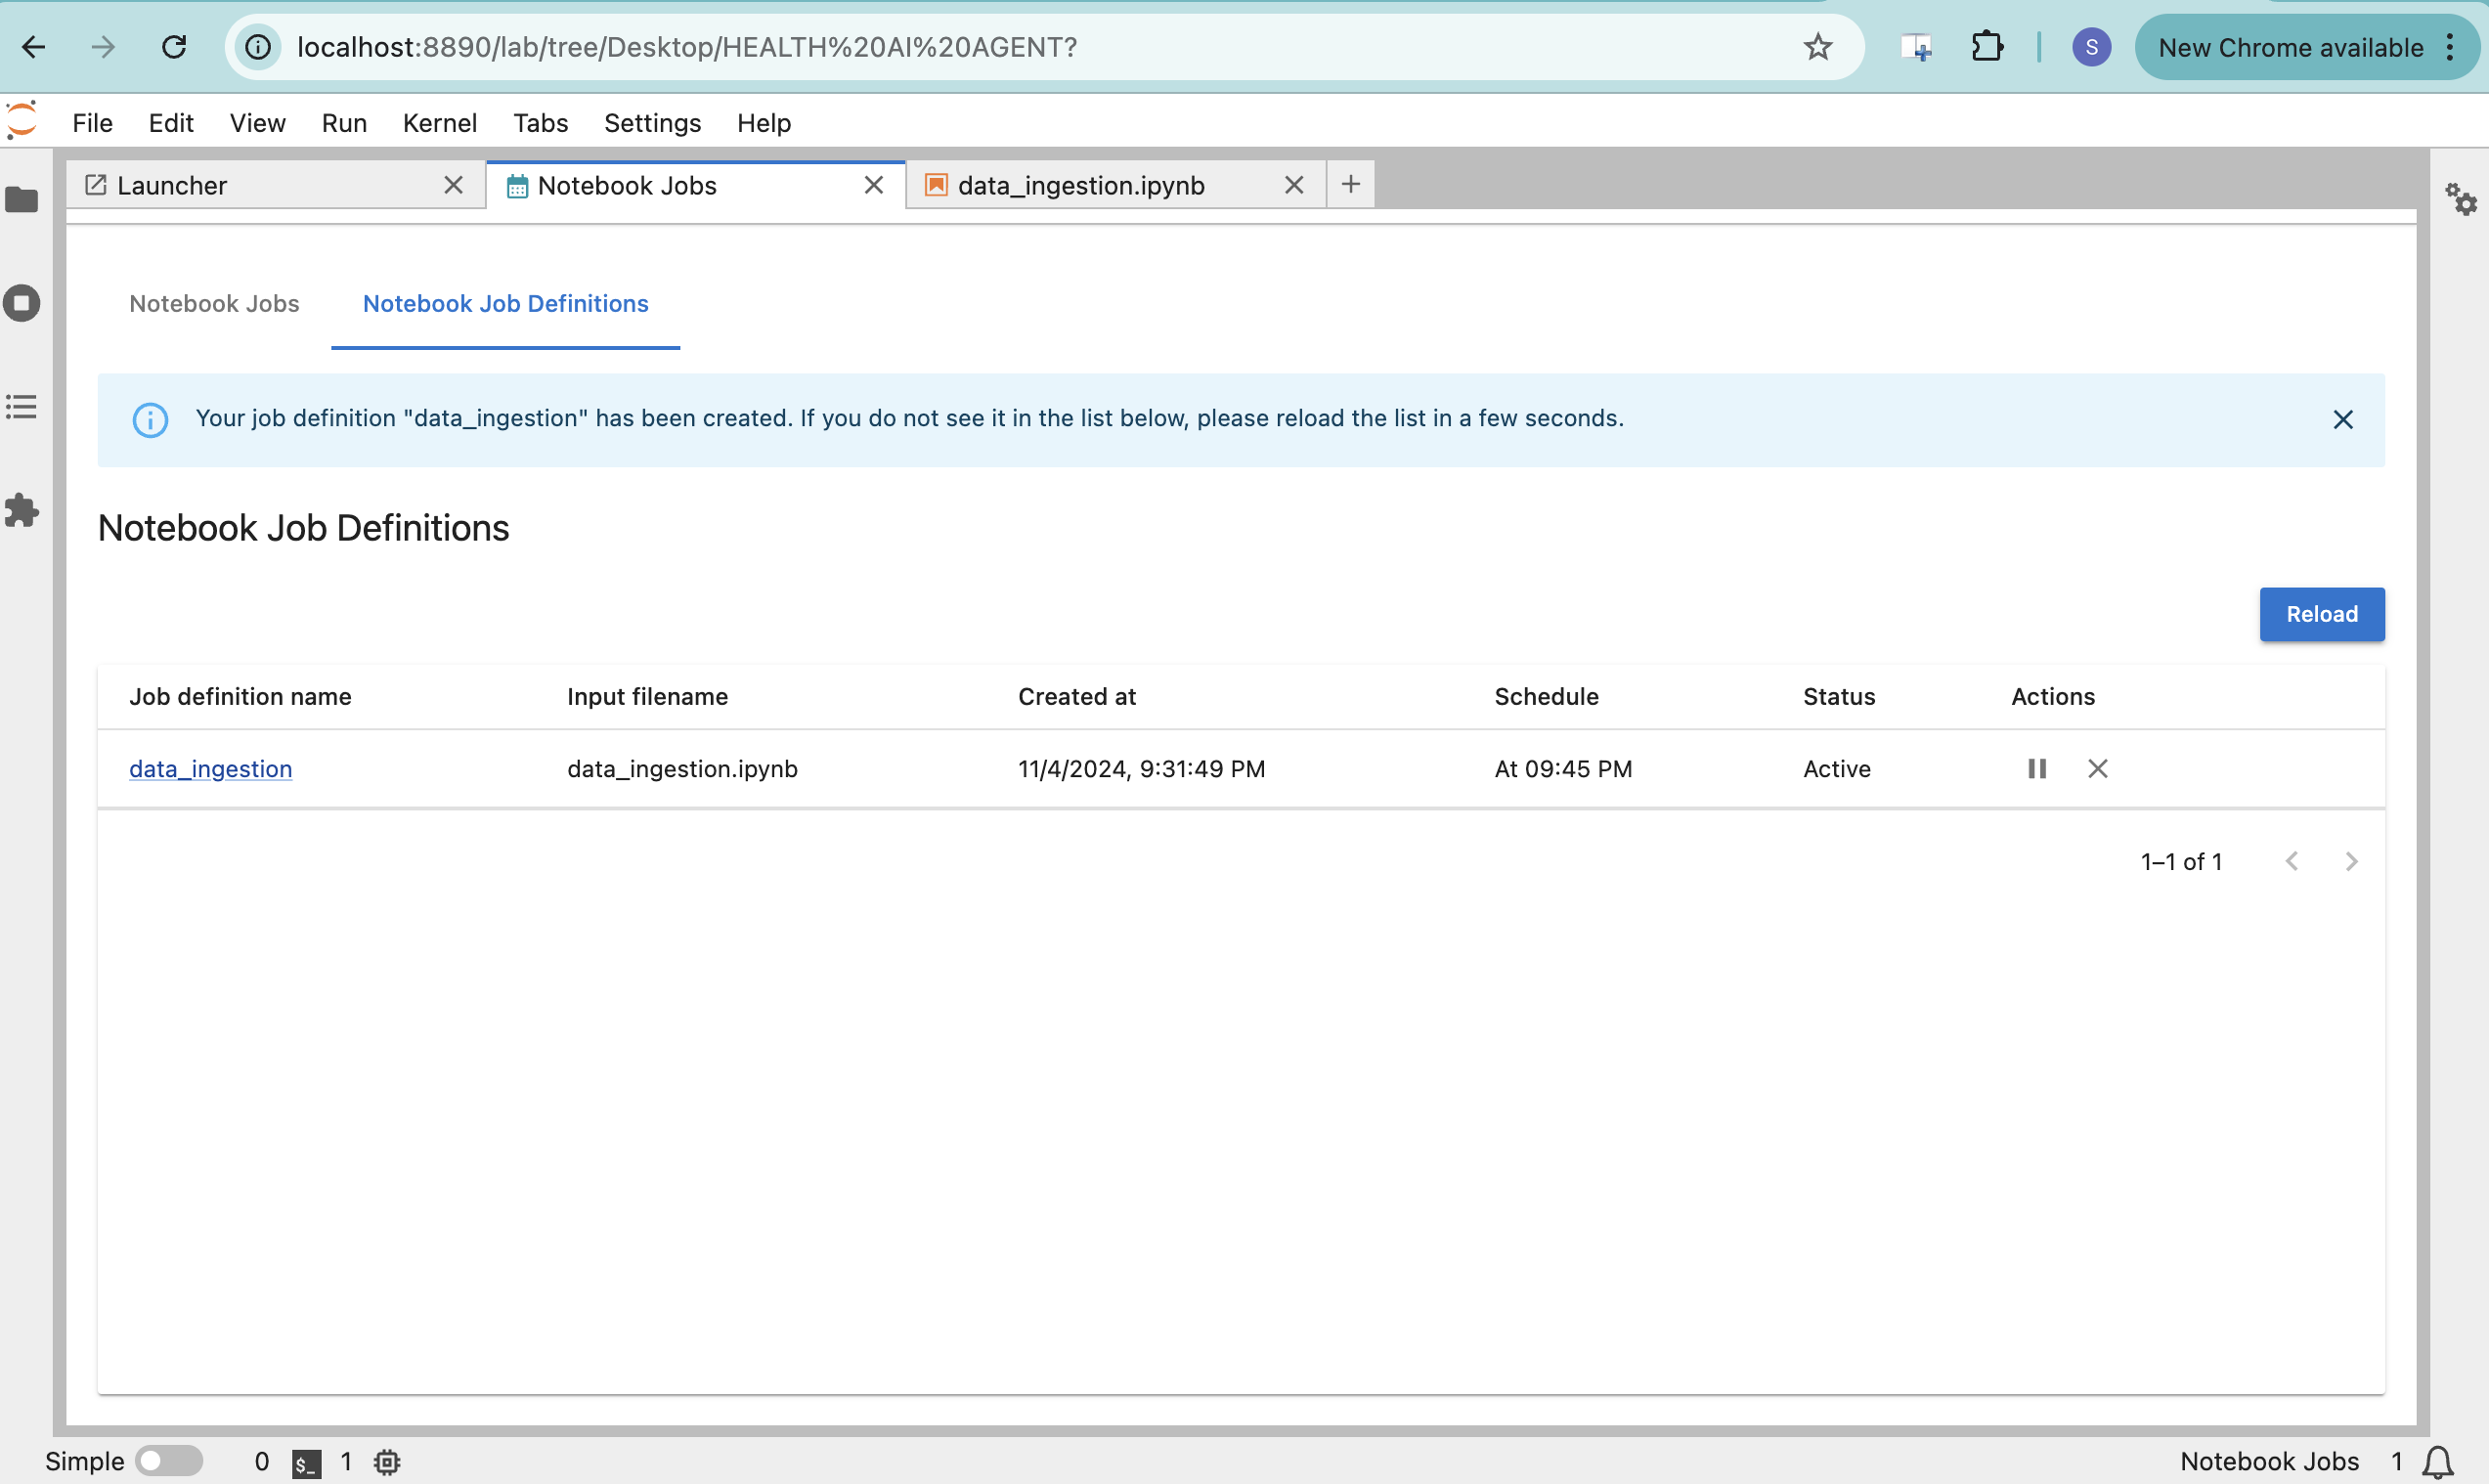 localhost:8890/lab/tree/Desktop/HEALTH%20AI%20AGENT?
S
New Chrome available
File Edit View Run Kernel Tabs Settings Help
Launcher
Notebook Jobs
data_ingestion.ipynb
Notebook Jobs
Notebook Job Definitions
Your job definition "data_ingestion" has been created. If you do not see it in the list below, please reload the list in a few seconds.
Notebook Job Definitions
Reload
Job definition name Input filename Created at Schedule Status Actions
data_ingestion data_ingestion.ipynb 11/4/2024, 9:31:49 PM At 09:45 PM Active
1–1 of 1
Simple 0 $_ 1 Notebook Jobs 1